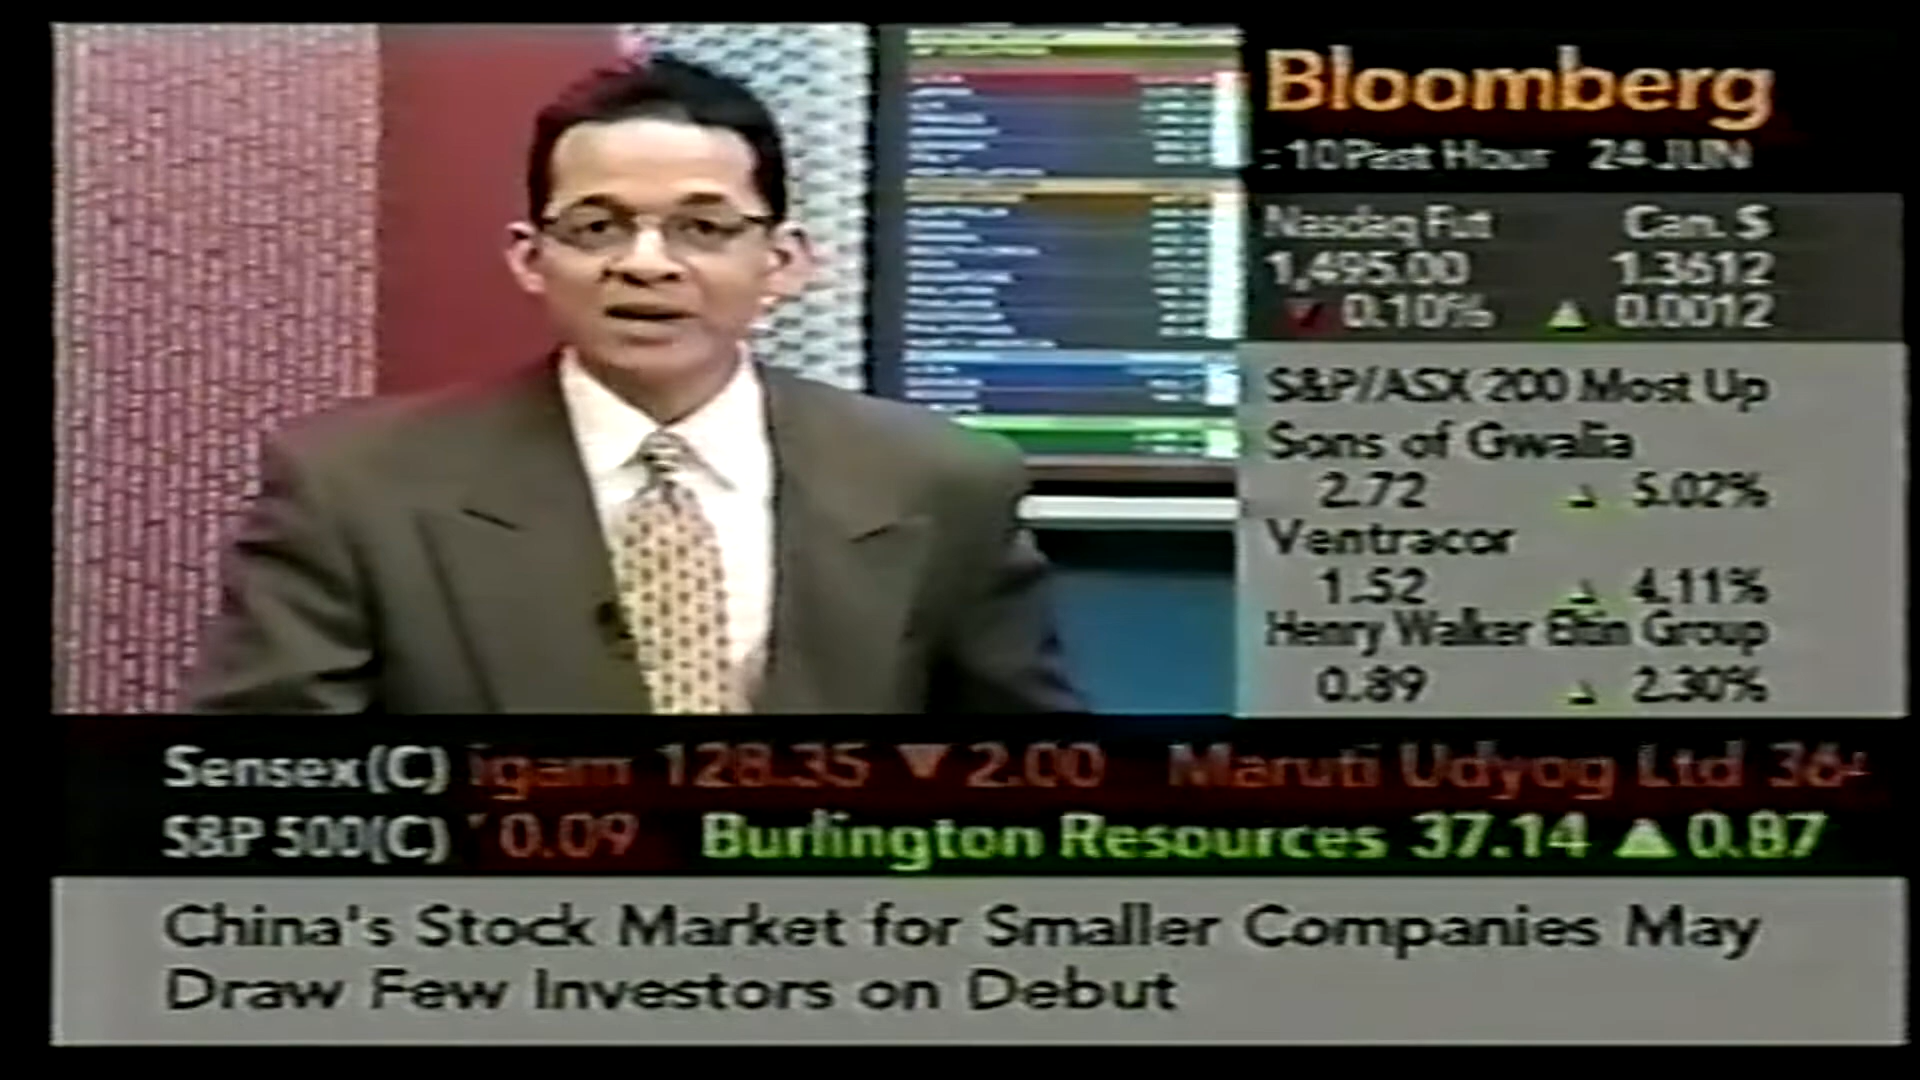 Bloomberg
:10 Past Hour 24 JUN
Nasdaq Fut Can. $
1,495.00 1.3612
▼ 0.10% ▲ 0.0012
S&P/ASX 200 Most Up
Sons of Gwalia
2.72 ▲ 5.02%
Ventracor
1.52 ▲ 4.11%
Henry Walker Eltin Group
0.89 ▲ 2.30%
Sensex(C) igam 128.35 ▼ 2.00 Maruti Udyog Ltd 36
S&P 500(C) 0.09 Burlington Resources 37.14 ▲ 0.87
China's Stock Market for Smaller Companies May
Draw Few Investors on Debut